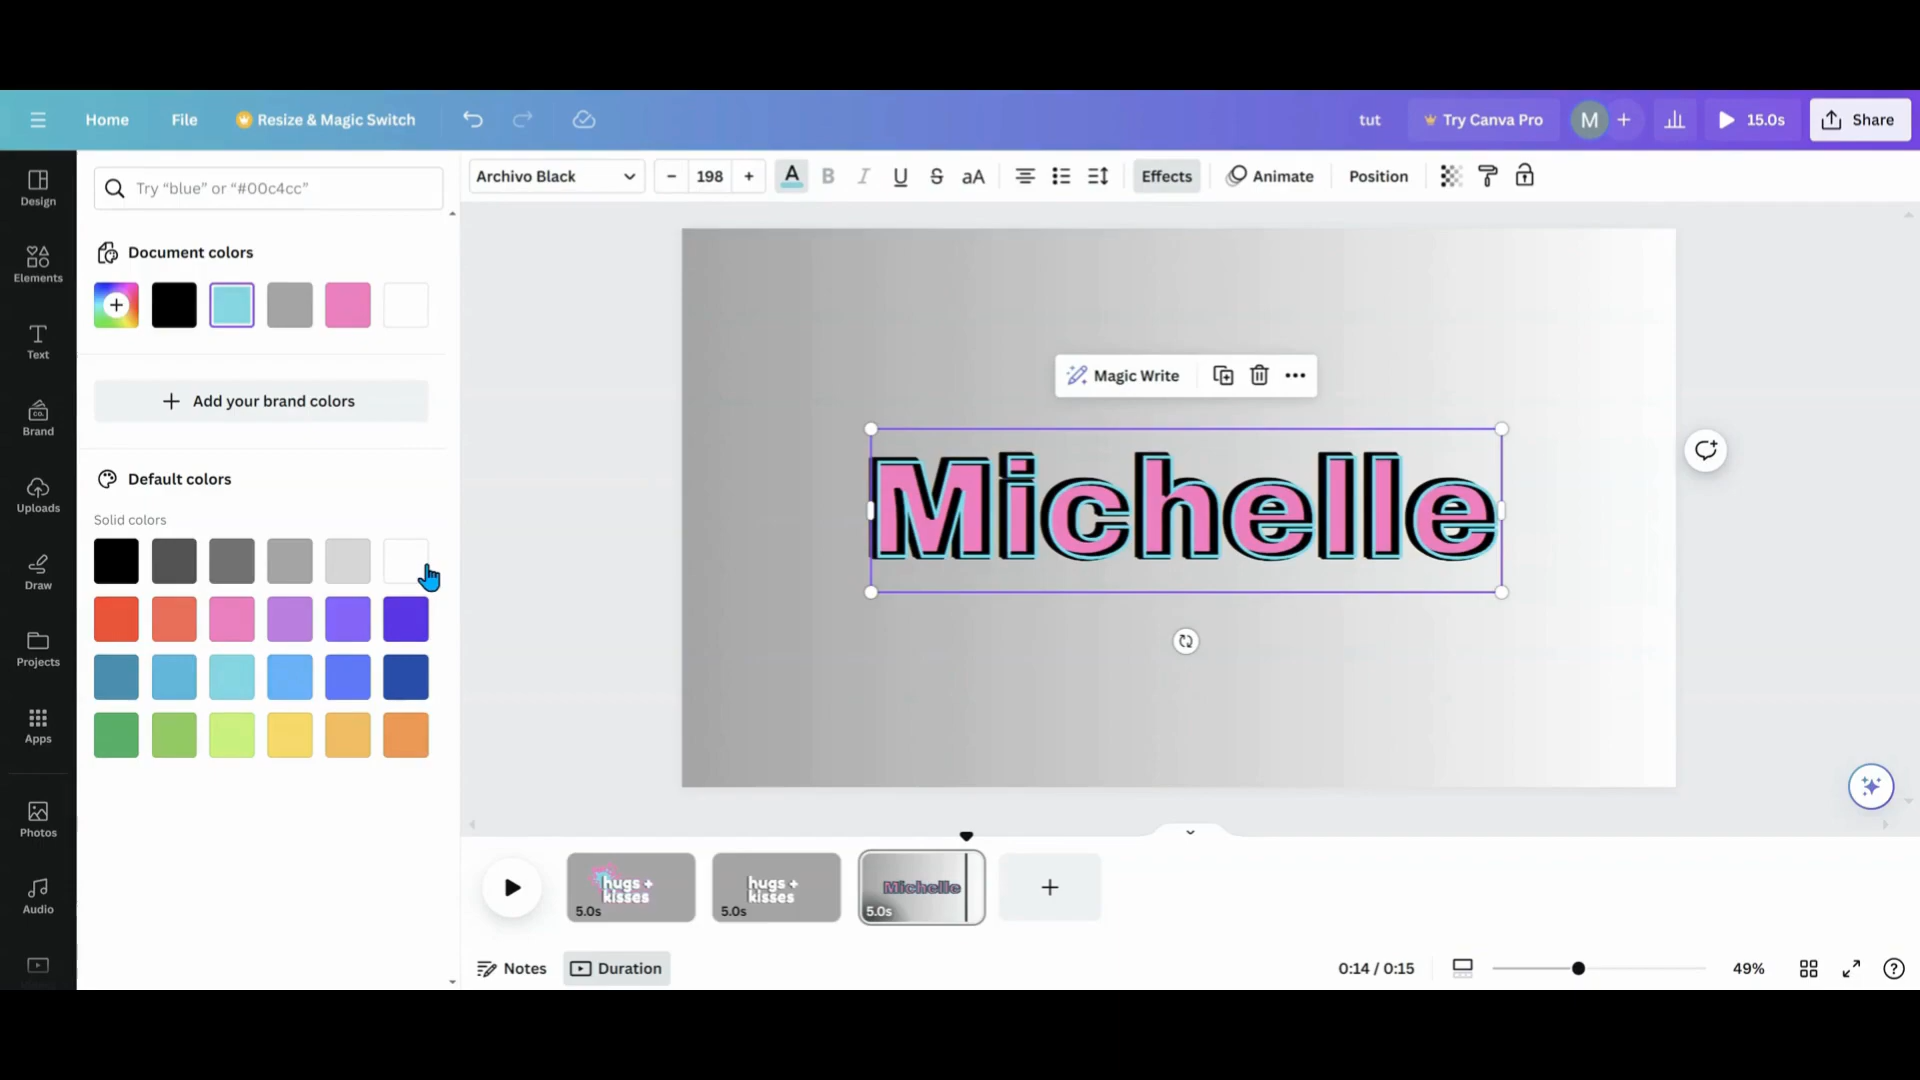 Home
File
Resize & Magic Switch
tut
Try Canva Pro
M
15.0s
Share
Design
Elements
Text
Brand
Uploads
Draw
Projects
Apps
Photos
Audio
Try “blue” or “#00c4cc”
Document colors
Add your brand colors
Default colors
Solid colors
Archivo Black
198
A
B
I
U
S
aA
Effects
Animate
Position
Magic Write
Michelle
hugs +
kisses
5.0s
hugs +
kisses
5.0s
Michelle
5.0s
Notes
Duration
0:14 / 0:15
49%